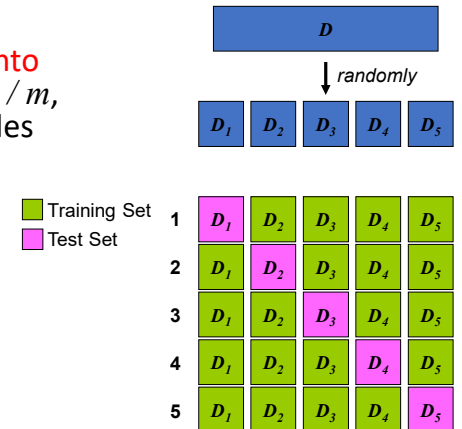 D
nto
randomly
/ m,
les
D₁ D₂ D₃ D₄ D₅
Training Set
Test Set
1 D₁ D₂ D₃ D₄ D₅
2 D₁ D₂ D₃ D₄ D₅
3 D₁ D₂ D₃ D₄ D₅
4 D₁ D₂ D₃ D₄ D₅
5 D₁ D₂ D₃ D₄ D₅